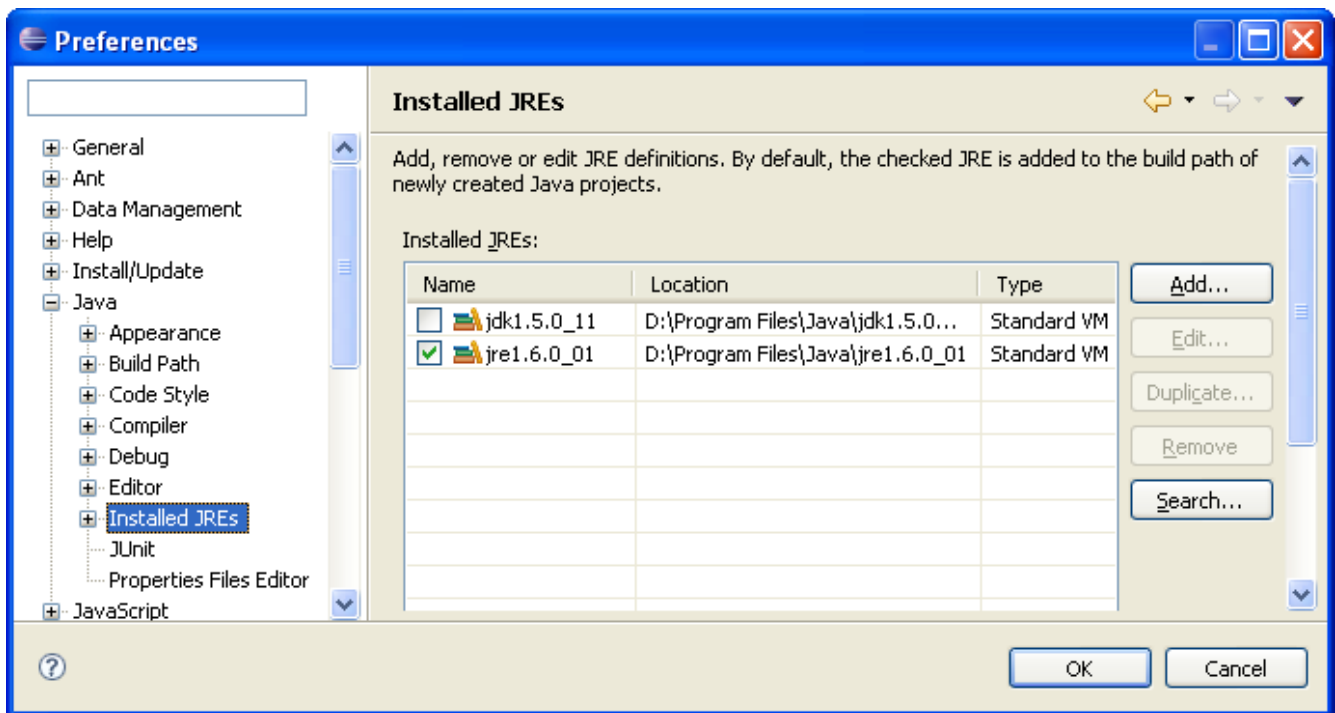 Preferences
Installed JREs
General
Ant
Data Management
Help
Install/Update
Java
Appearance
Build Path
Code Style
Compiler
Debug
Editor
Installed JREs
JUnit
Properties Files Editor
JavaScript
Add, remove or edit JRE definitions. By default, the checked JRE is added to the build path of
newly created Java projects.
Installed JREs:
Name Location Type
jdk1.5.0_11 D:\Program Files\Java\jdk1.5.0... Standard VM
jre1.6.0_01 D:\Program Files\Java\jre1.6.0_01 Standard VM
Add...
Edit...
Duplicate...
Remove
Search...
OK Cancel